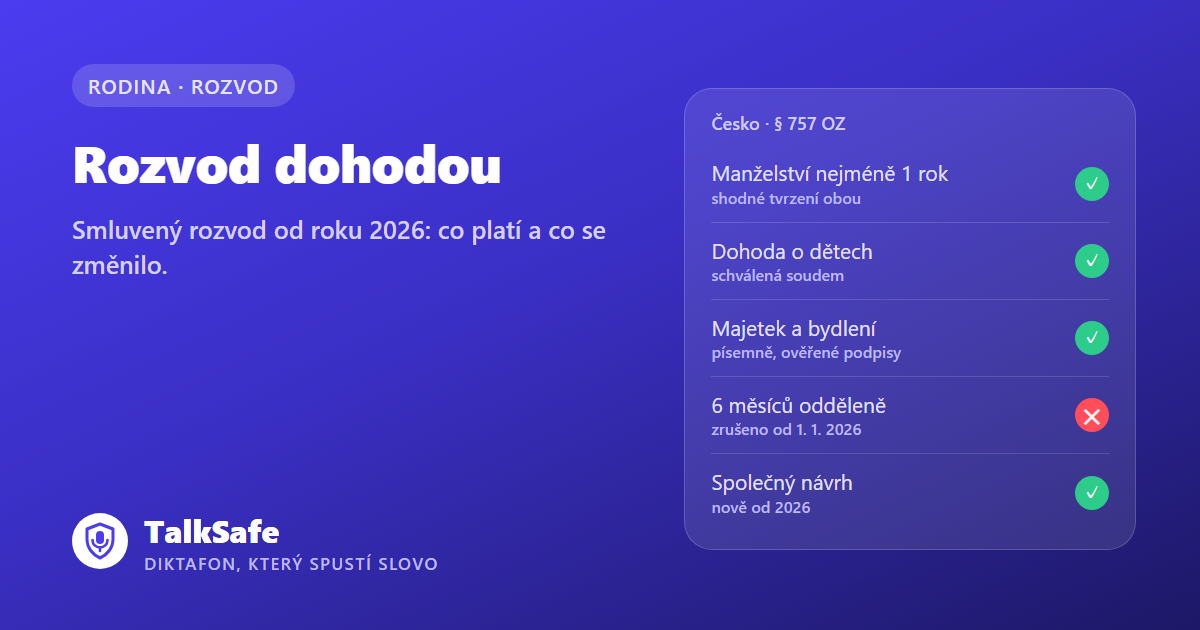 RODINA · ROZVOD
Rozvod dohodou
Smluvený rozvod od roku 2026: co platí a co se
změnilo.
Česko · § 757 OZ
Manželství nejméně 1 rok
shodné tvrzení obou
Dohoda o dětech
schválená soudem
Majetek a bydlení
písemně, ověřené podpisy
6 měsíců odděleně
zrušeno od 1. 1. 2026
Společný návrh
nově od 2026
TalkSafe
DIKTAFON, KTERÝ SPUSTÍ SLOVO